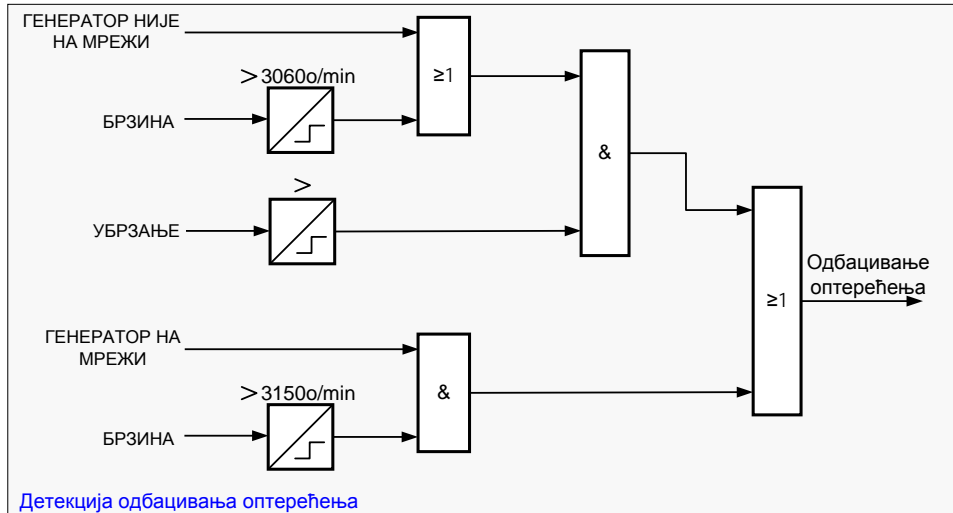 ГЕНЕРАТОР НИЈЕ
НА МРЕЖИ
≥1
> 3060o/min
БРЗИНА
&
>
УБРЗАЊЕ
Одбацивање
оптерећења
≥1
ГЕНЕРАТОР НА
МРЕЖИ
&
> 3150o/min
БРЗИНА
Детекција одбацивања оптерећења